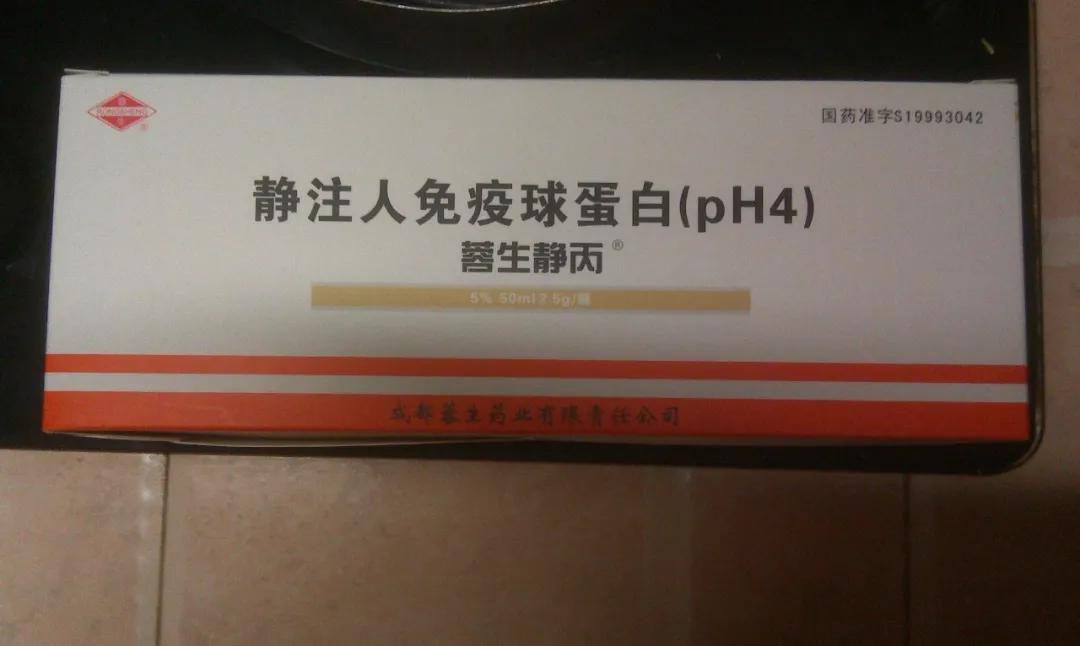 RONGSHENG
®
国药准字S19993042
静注人免疫球蛋白(pH4)
蓉生静丙®
5% 50ml 2.5g/瓶
成都蓉生药业有限责任公司